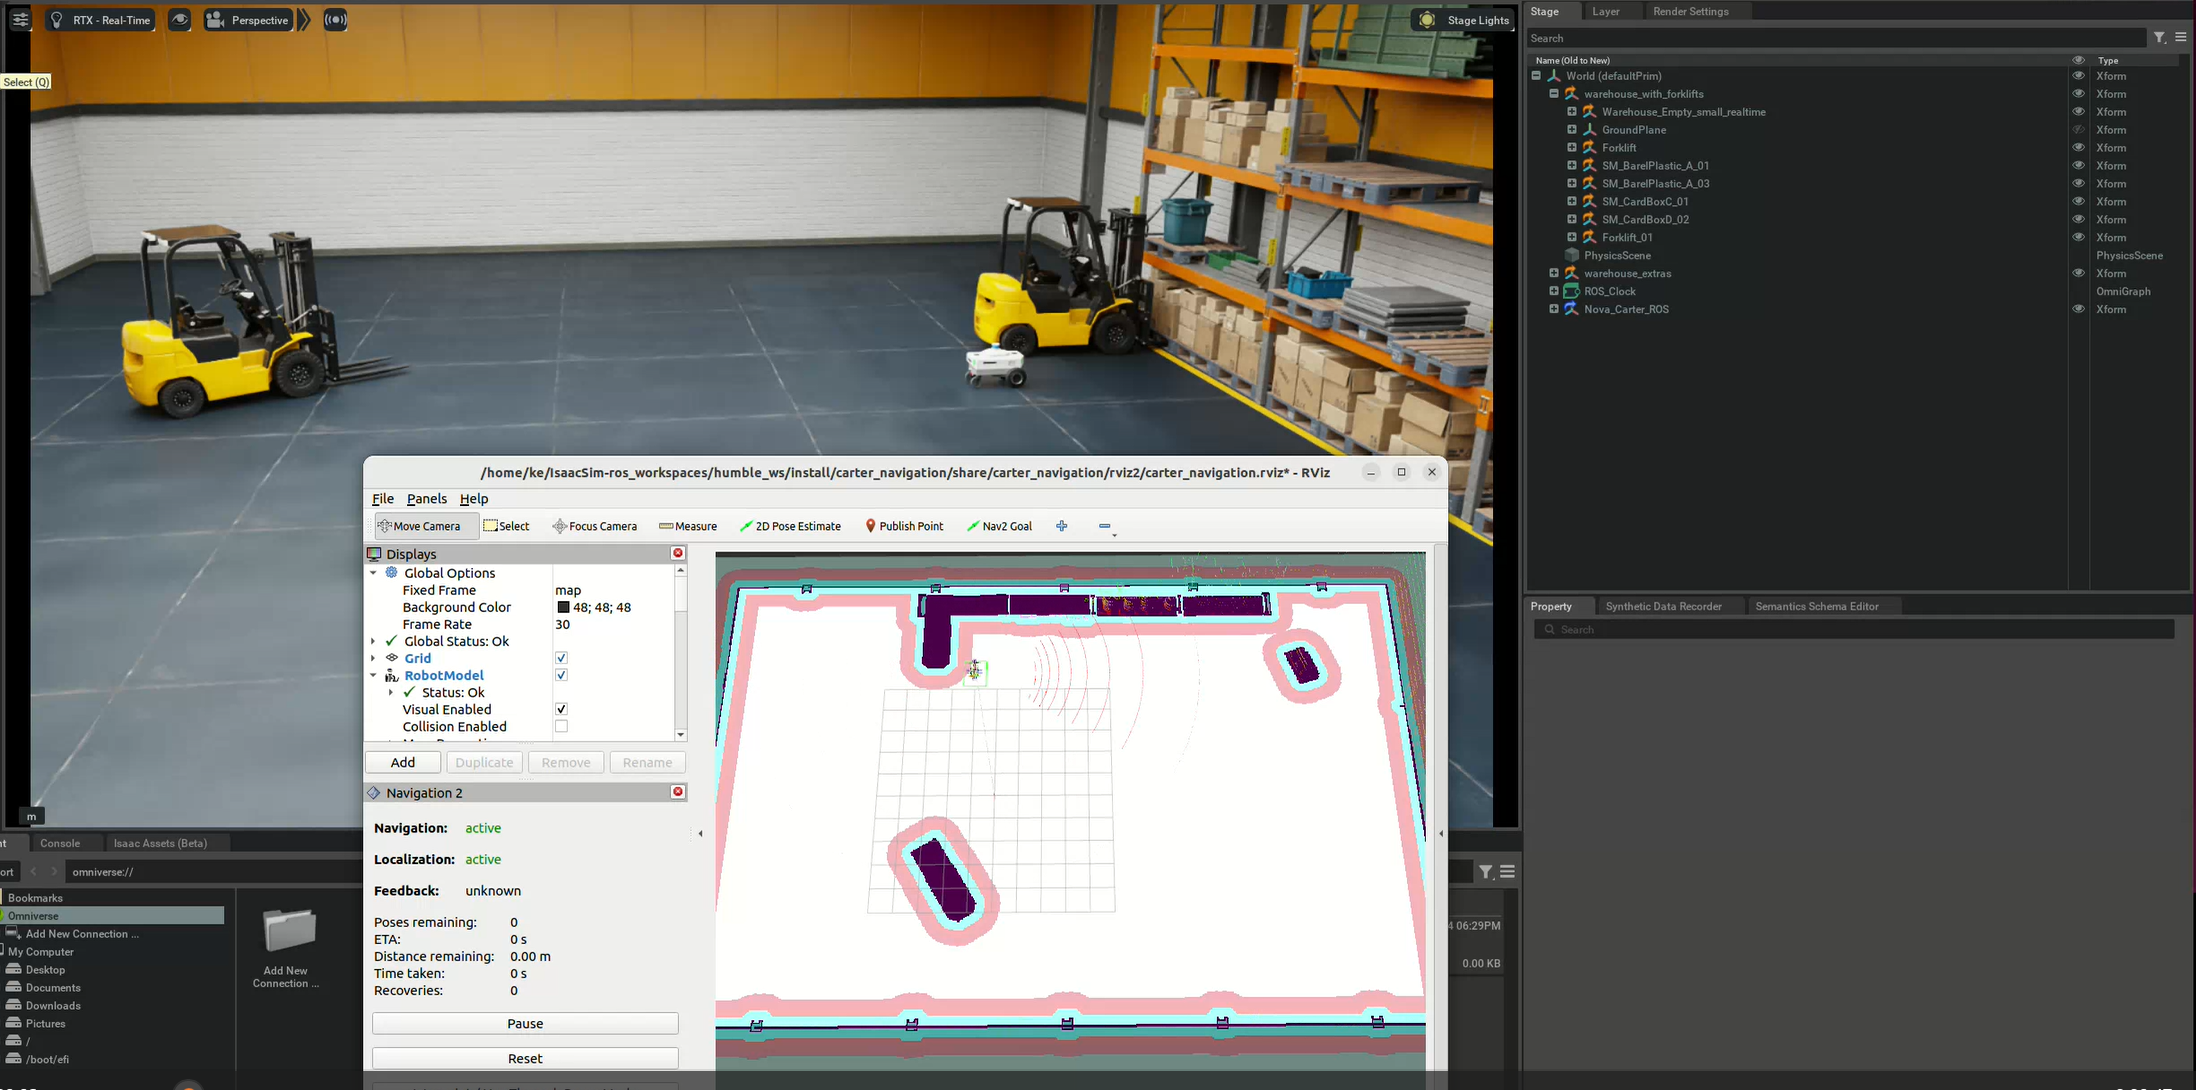 RTX - Real-Time
Perspective
Stage Lights
Select (Q)
m
Stage
Layer
Render Settings
Search
Name (Old to New)
Type
World (defaultPrim)
Xform
warehouse_with_forklifts
Xform
Warehouse_Empty_small_realtime
Xform
GroundPlane
Xform
Forklift
Xform
SM_BarelPlastic_A_01
Xform
SM_BarelPlastic_A_03
Xform
SM_CardBoxC_01
Xform
SM_CardBoxD_02
Xform
Forklift_01
Xform
PhysicsScene
PhysicsScene
warehouse_extras
Xform
ROS_Clock
OmniGraph
Nova_Carter_ROS
Xform
Property
Synthetic Data Recorder
Semantics Schema Editor
Search
/home/ke/IsaacSim-ros_workspaces/humble_ws/install/carter_navigation/share/carter_navigation/rviz2/carter_navigation.rviz* - RViz
File
Panels
Help
Move Camera
Select
Focus Camera
Measure
2D Pose Estimate
Publish Point
Nav2 Goal
Displays
Global Options
Fixed Frame
map
Background Color
48; 48; 48
Frame Rate
30
Global Status: Ok
Grid
RobotModel
Status: Ok
Visual Enabled
Collision Enabled
Add
Duplicate
Remove
Rename
Navigation 2
Navigation: active
Localization: active
Feedback: unknown
Poses remaining: 0
ETA: 0 s
Distance remaining: 0.00 m
Time taken: 0 s
Recoveries: 0
Pause
Reset
Console
Isaac Assets (Beta)
omniverse://
Bookmarks
Omniverse
Add New Connection ...
My Computer
Desktop
Documents
Downloads
Pictures
/
/boot/efi
Add New
Connection ...
4 06:29PM
0.00 KB